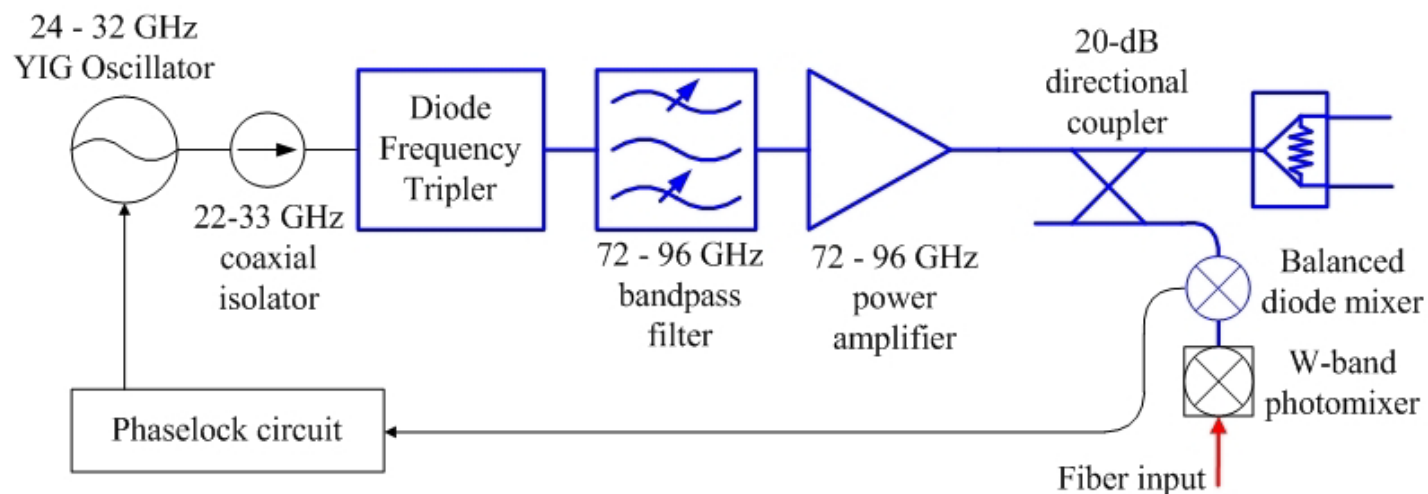 24 - 32 GHz
YIG Oscillator
22-33 GHz
coaxial
isolator
Diode
Frequency
Tripler
72 - 96 GHz
bandpass
filter
72 - 96 GHz
power
amplifier
20-dB
directional
coupler
Balanced
diode mixer
W-band
photomixer
Fiber input
Phaselock circuit